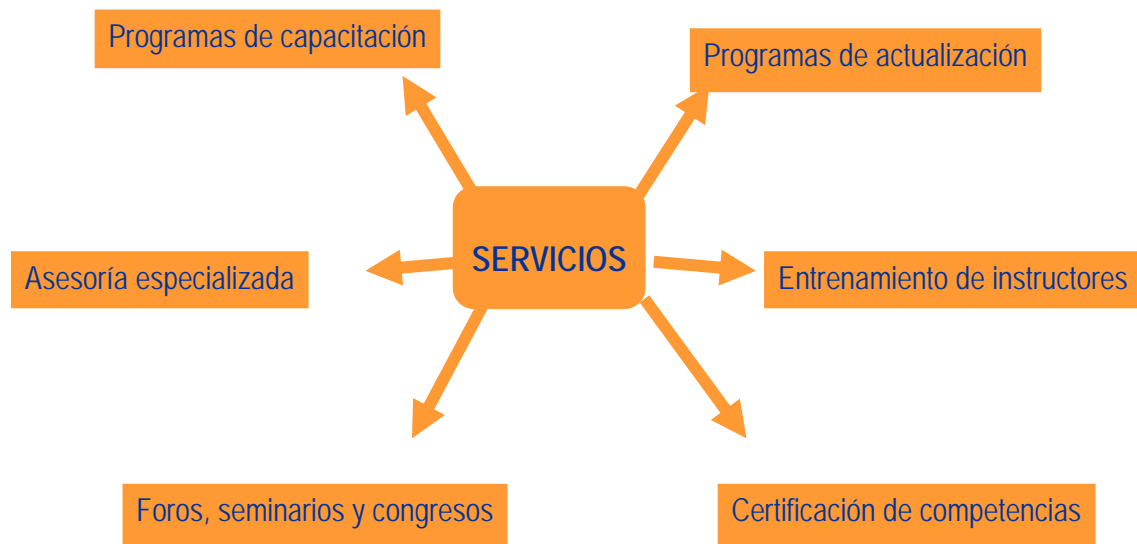 Programas de capacitación
Programas de actualización
SERVICIOS
Asesoría especializada
Entrenamiento de instructores
Foros, seminarios y congresos
Certificación de competencias